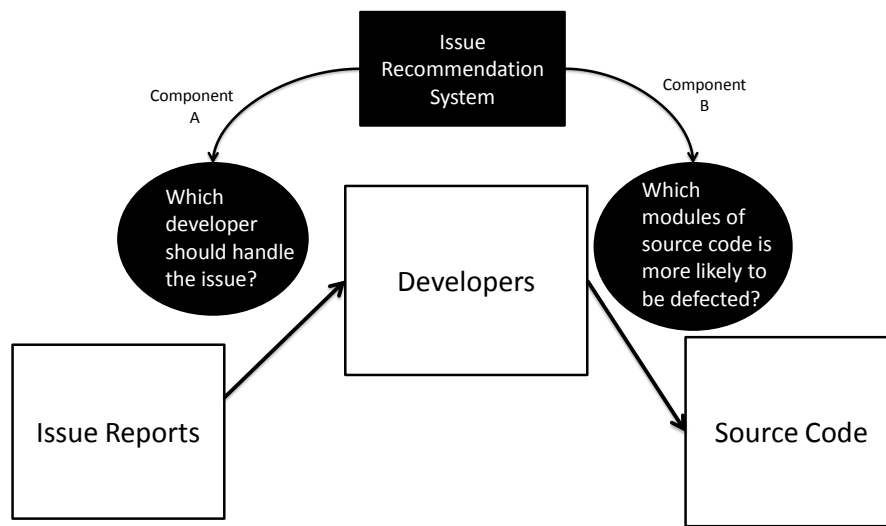 Issue
Recommendation
System
Component
A
Component
B
Which
developer
should handle
the issue?
Which
modules of
source code is
more likely to
be defected?
Developers
Issue Reports
Source Code